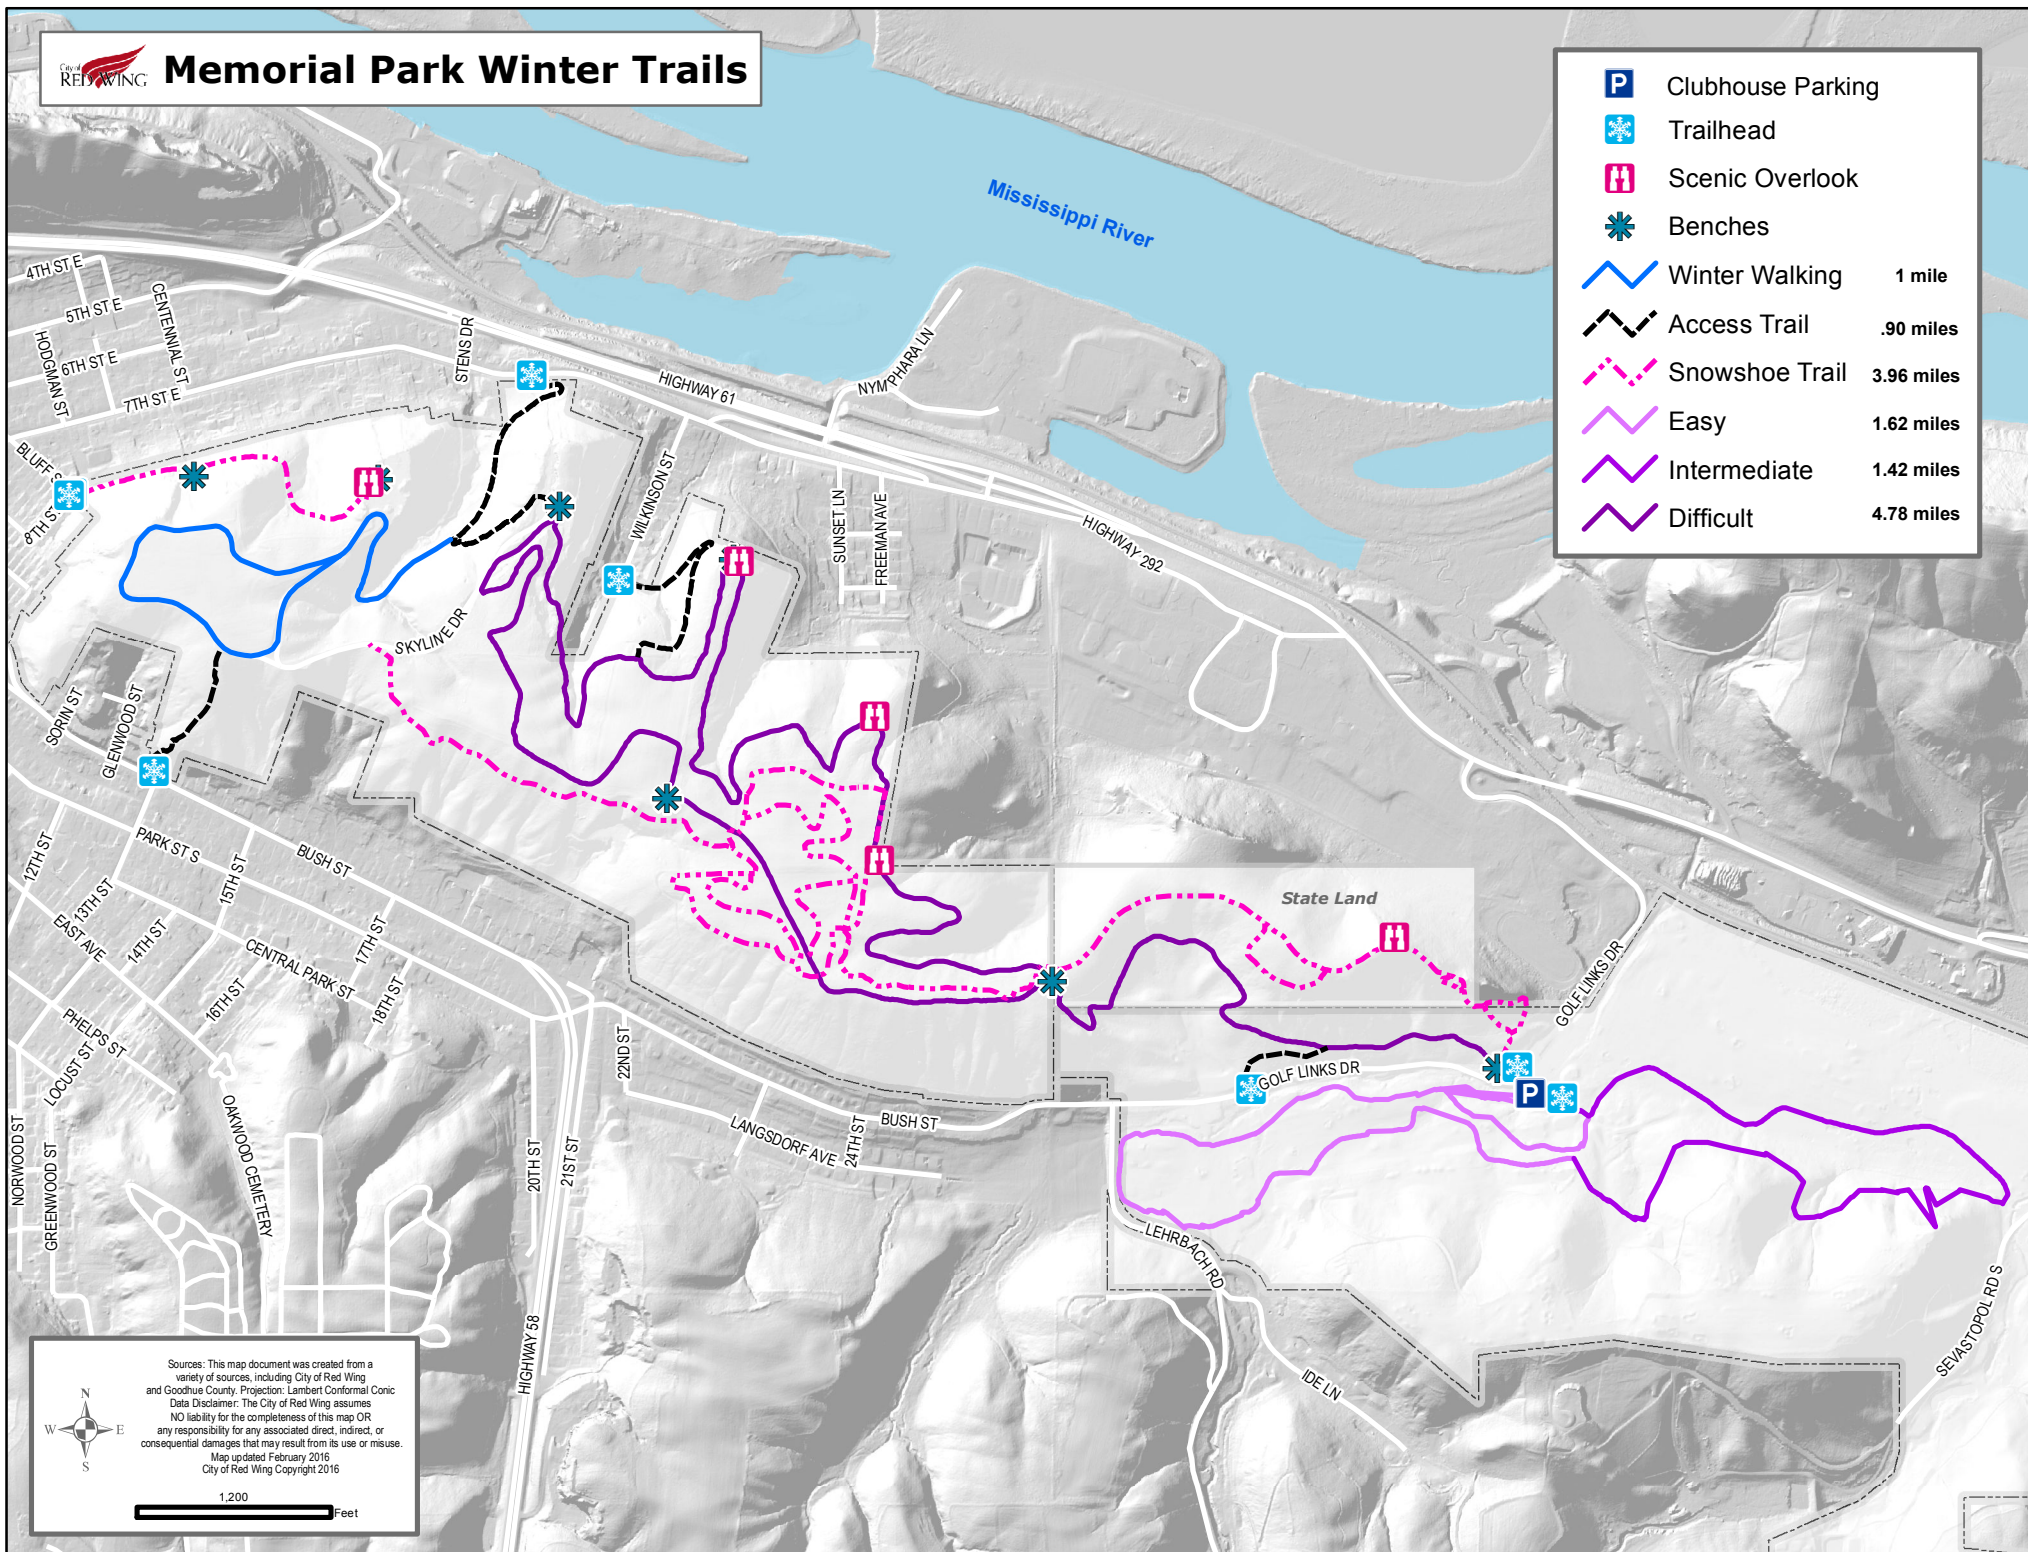 City of
RED WING
Memorial Park Winter Trails
P Clubhouse Parking
Trailhead
Scenic Overlook
Benches
Winter Walking 1 mile
Access Trail .90 miles
Snowshoe Trail 3.96 miles
Easy 1.62 miles
Intermediate 1.42 miles
Difficult 4.78 miles
Mississippi River
4TH ST E
5TH ST E
6TH ST E
7TH ST E
HODGMAN ST
CENTENNIAL ST
STENS DR
HIGHWAY 61
NYMPHARA LN
BLUFF S
8TH ST
WILKINSON ST
SUNSET LN
FREEMAN AVE
HIGHWAY 292
SKYLINE DR
SORIN ST
GLENWOOD ST
12TH ST
PARK ST S
BUSH ST
15TH ST
13TH ST
14TH ST
EAST AVE
17TH ST
CENTRAL PARK ST
16TH ST
18TH ST
PHELPS ST
LOCUST ST
NORWOOD ST
GREENWOOD ST
OAKWOOD CEMETERY
20TH ST
21ST ST
22ND ST
HIGHWAY 58
LANGSDORF AVE
24TH ST
BUSH ST
State Land
GOLF LINKS DR
GOLF LINKS DR
P
LEHRBACH RD
IDE LN
SEVASTOPOL RD S
N
W E
S
Sources: This map document was created from a
variety of sources, including City of Red Wing
and Goodhue County. Projection: Lambert Conformal Conic
Data Disclaimer: The City of Red Wing assumes
NO liability for the completeness of this map OR
any responsibility for any associated direct, indirect, or
consequential damages that may result from its use or misuse.
Map updated February 2016
City of Red Wing Copyright 2016
1,200
Feet